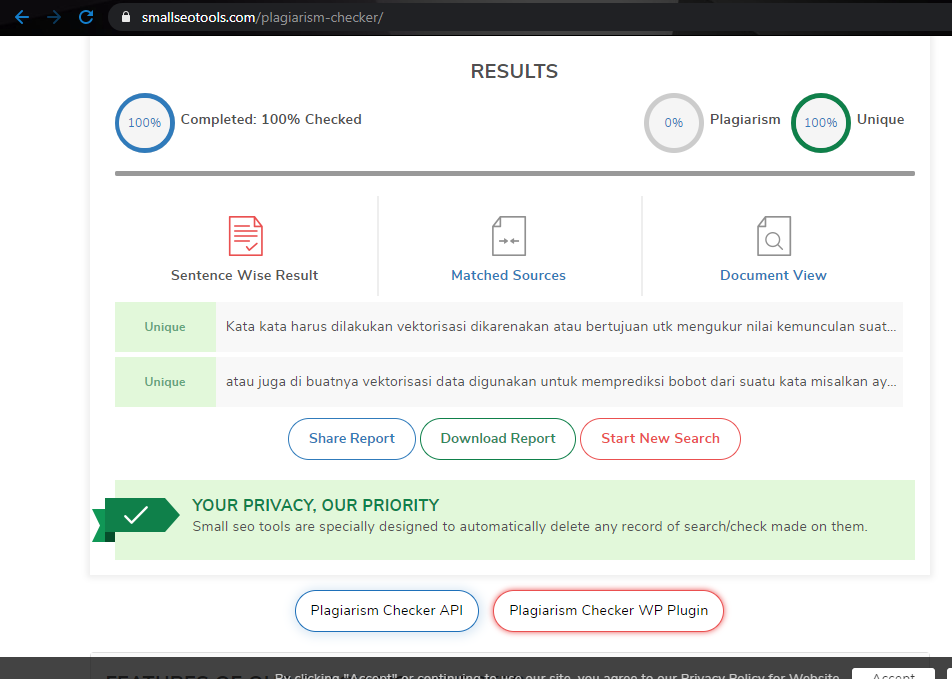 smallseotools.com/plagiarism-checker/
RESULTS
100% Completed: 100% Checked
0% Plagiarism 100% Unique
Sentence Wise Result
Matched Sources
Document View
Unique Kata kata harus dilakukan vektorisasi dikarenakan atau bertujuan utk mengukur nilai kemunculan suat...
Unique atau juga di buatnya vektorisasi data digunakan untuk memprediksi bobot dari suatu kata misalkan ay...
Share Report Download Report Start New Search
YOUR PRIVACY, OUR PRIORITY
Small seo tools are specially designed to automatically delete any record of search/check made on them.
Plagiarism Checker API Plagiarism Checker WP Plugin
By clicking "Accept" or continuing to use our site, you agree to our Privacy Policy for Website Accept
FEATURES OF